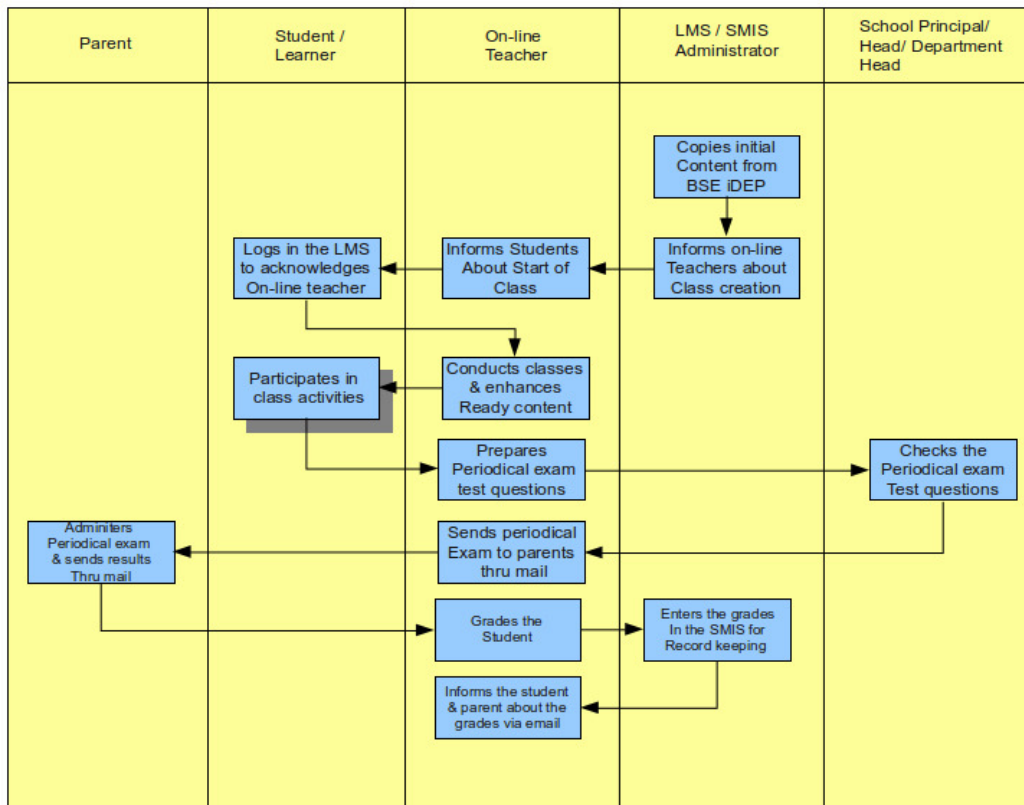 Parent
Student /
Learner
On-line
Teacher
LMS / SMIS
Administrator
School Principal/
Head/ Department
Head
Copies initial
Content from
BSE iDEP
Logs in the LMS
to acknowledges
On-line teacher
Informs Students
About Start of
Class
Informs on-line
Teachers about
Class creation
Participates in
class activities
Conducts classes
& enhances
Ready content
Prepares
Periodical exam
test questions
Checks the
Periodical exam
Test questions
Adminiters
Periodical exam
& sends results
Thru mail
Sends periodical
Exam to parents
thru mail
Grades the
Student
Enters the grades
In the SMIS for
Record keeping
Informs the student
& parent about the
grades via email